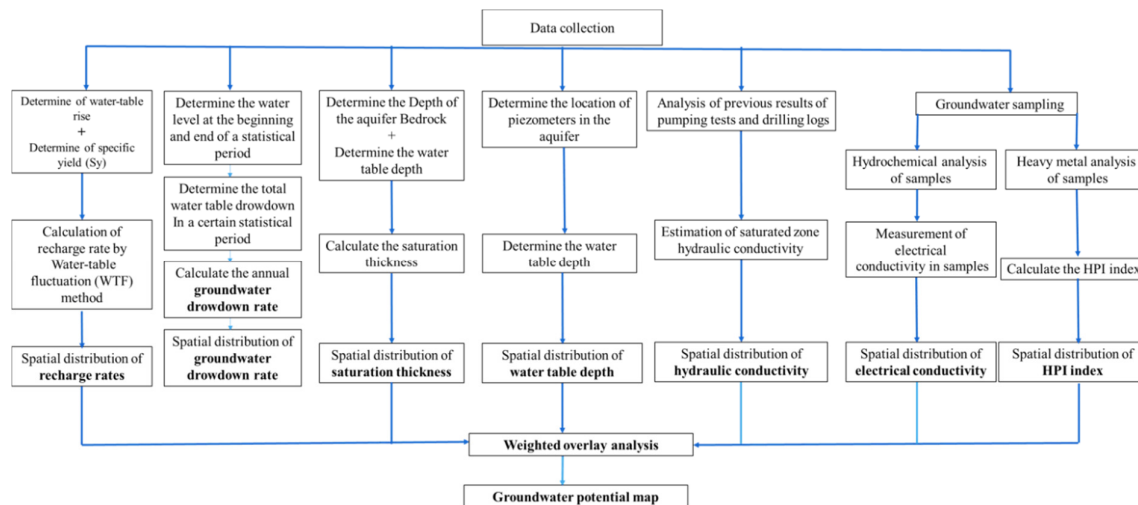 Data collection
Determine of water-table
rise
+
Determine of specific
yield (Sy)
Calculation of
recharge rate by
Water-table
fluctuation (WTF)
method
Spatial distribution of
recharge rates
Determine the water
level at the beginning
and end of a statistical
period
Determine the total
water table drowdown
In a certain statistical
period
Calculate the annual
groundwater
drowdown rate
Spatial distribution of
groundwater
drowdown rate
Determine the Depth of
the aquifer Bedrock
+
Determine the water
table depth
Calculate the saturation
thickness
Spatial distribution of
saturation thickness
Determine the location of
piezometers in the
aquifer
Determine the water
table depth
Spatial distribution of
water table depth
Analysis of previous results of
pumping tests and drilling logs
Estimation of saturated zone
hydraulic conductivity
Spatial distribution of
hydraulic conductivity
Groundwater sampling
Hydrochemical analysis
of samples
Measurement of
electrical
conductivity in samples
Spatial distribution of
electrical conductivity
Heavy metal analysis
of samples
Calculate the HPI index
Spatial distribution of
HPI index
Weighted overlay analysis
Groundwater potential map